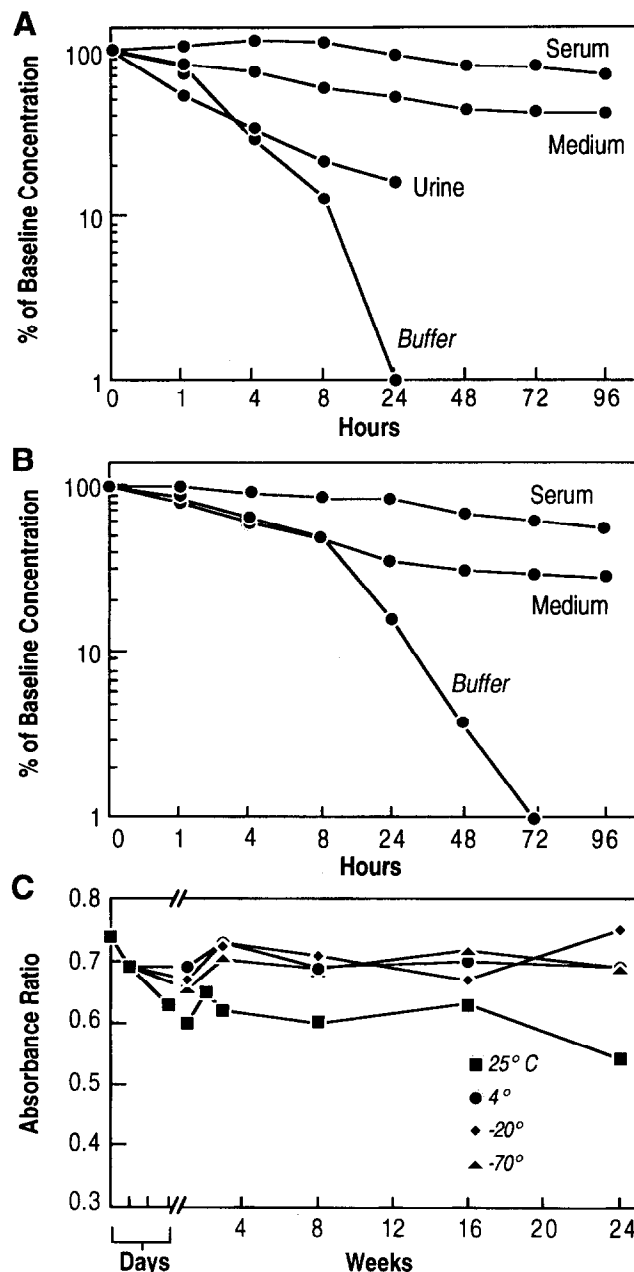 A
% of Baseline Concentration
100
10
1
Serum
Medium
Urine
Buffer
0 1 4 8 24 48 72 96
Hours
B
% of Baseline Concentration
100
10
1
Serum
Medium
Buffer
0 1 4 8 24 48 72 96
Hours
C
Absorbance Ratio
0.8
0.7
0.6
0.5
0.4
0.3
25° C
4°
-20°
-70°
4 8 12 16 20 24
Days Weeks